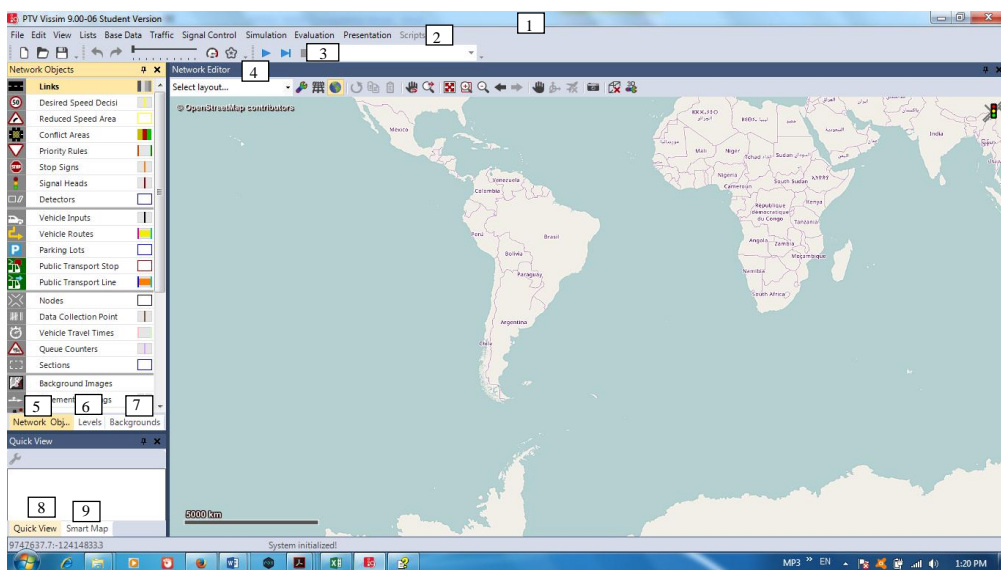 PTV Vissim 9.00-06 Student Version
1
File Edit View Lists Base Data Traffic Signal Control Simulation Evaluation Presentation Scripts
2
3
Network Objects
Network Editor
4
Select layout...
Links
Desired Speed Decisi
Reduced Speed Area
Conflict Areas
Priority Rules
Stop Signs
Signal Heads
Detectors
Vehicle Inputs
Vehicle Routes
Parking Lots
Public Transport Stop
Public Transport Line
Nodes
Data Collection Point
Vehicle Travel Times
Queue Counters
Sections
Background Images
5
6
7
Network Obj... Levels Backgrounds
Quick View
8
9
Quick View Smart Map
© OpenStreetMap contributors
México
Venezuela
Colombia
Perú
Brasil
Bolivia
Paraguay
Argentina
Chile
Mali
Niger
Tchad
Sudan
Nigeria
Cameroun
South Sudan
République
démocratique
du Congo
Kenya
Tanzania
Angola
Zambia
Moçambique
Namibia
South Africa
India
5000 km
9747637.7:-12414833.3
System initialized!
MP3 EN
1:20 PM